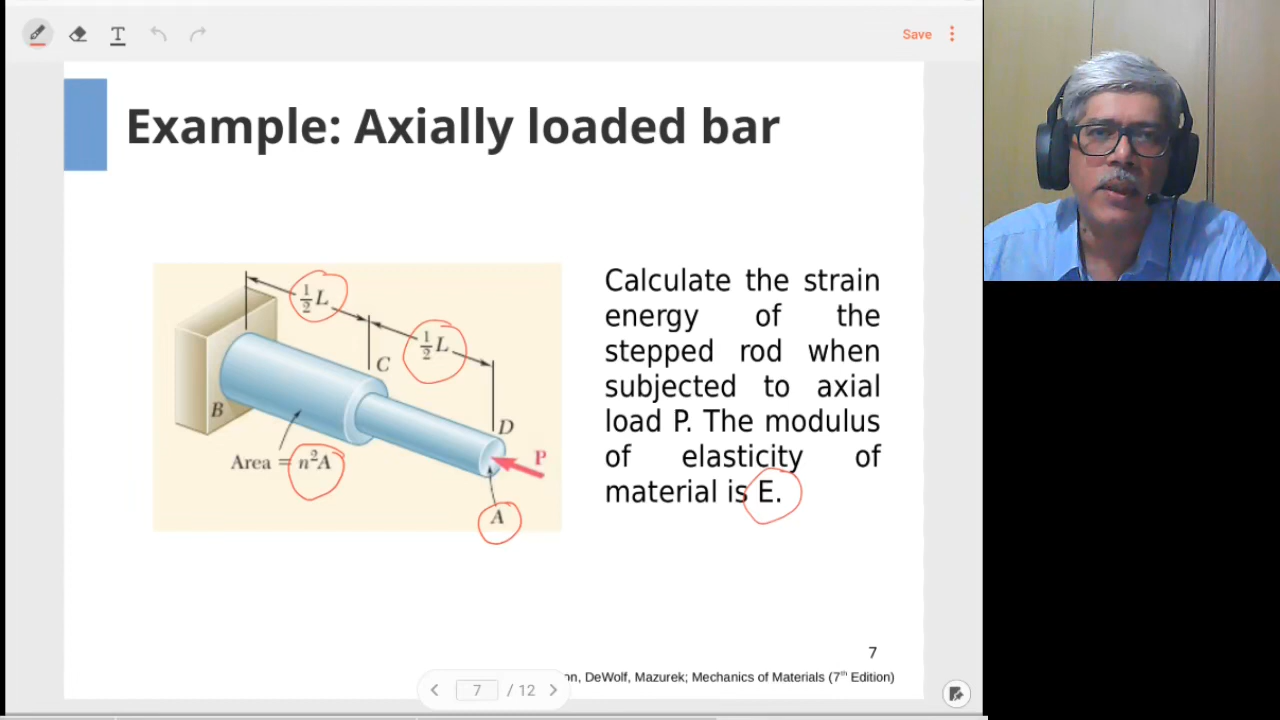 Save
Example: Axially loaded bar
1/2 L
1/2 L
C
B
D
Area = n²A
P
A
Calculate the strain
energy of the
stepped rod when
subjected to axial
load P. The modulus
of elasticity of
material is E.
7
DeWolf, Mazurek; Mechanics of Materials (7th Edition)
7 / 12
T